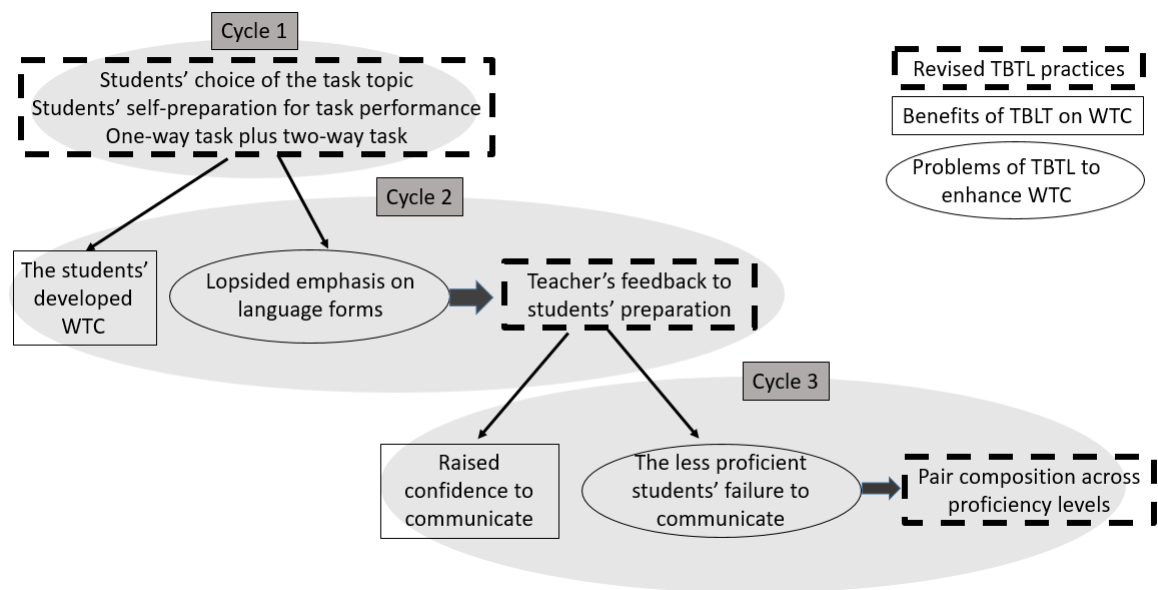 Cycle 1
Students’ choice of the task topic
Students’ self-preparation for task performance
One-way task plus two-way task
Revised TBTL practices
Benefits of TBLT on WTC
Problems of TBTL to
enhance WTC
Cycle 2
The students’
developed
WTC
Lopsided emphasis on
language forms
Teacher’s feedback to
students’ preparation
Cycle 3
Raised
confidence to
communicate
The less proficient
students’ failure to
communicate
Pair composition across
proficiency levels